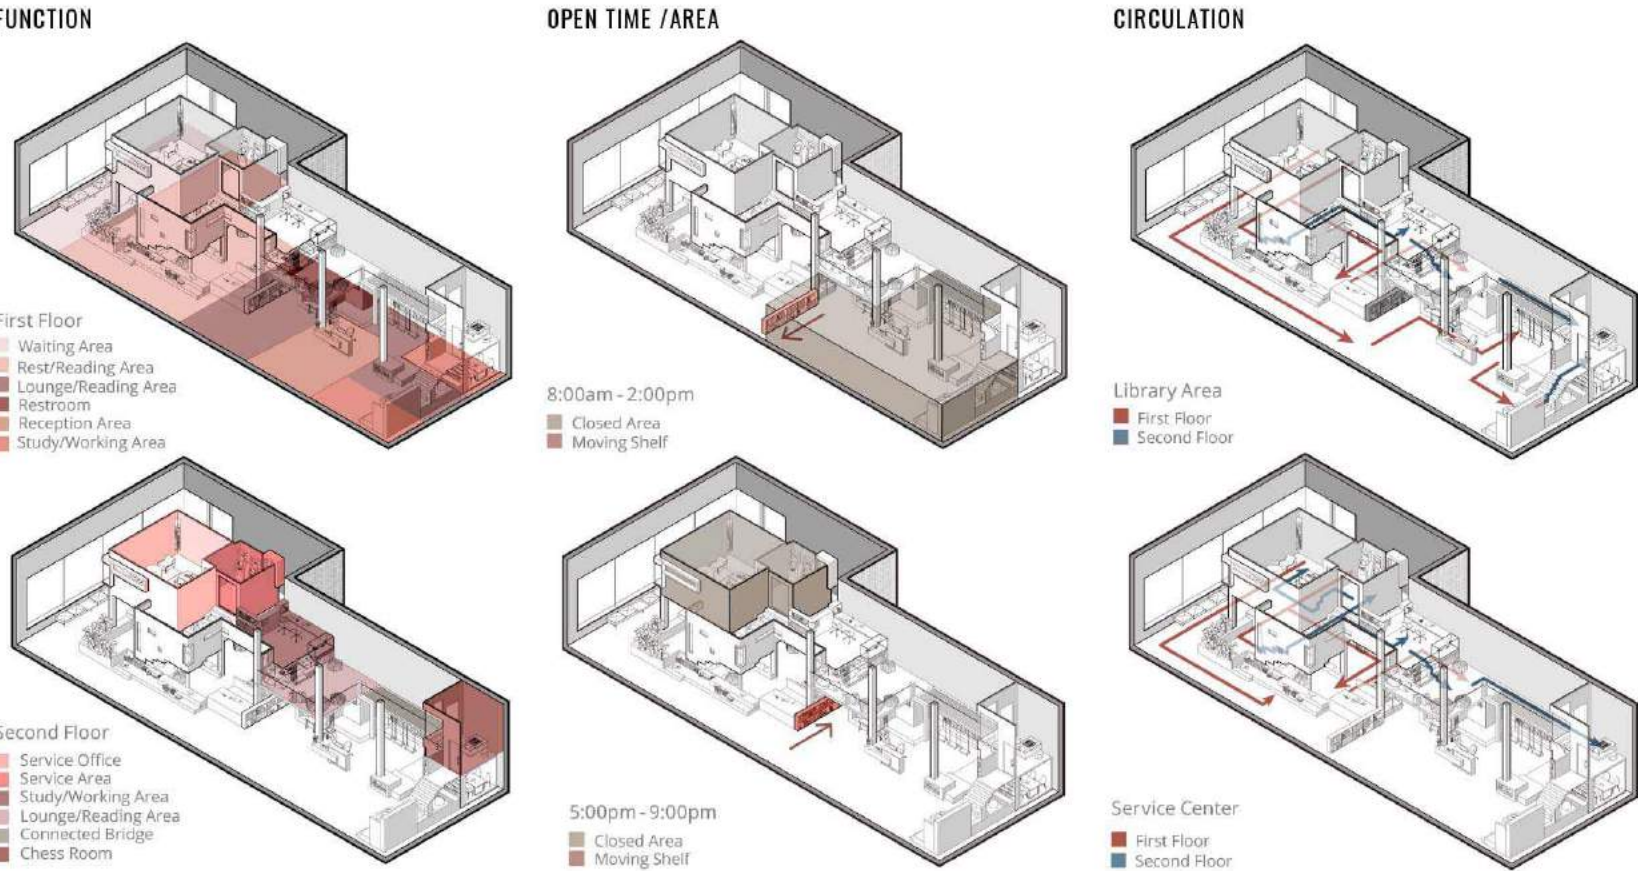 FUNCTION
First Floor
Waiting Area
Rest/Reading Area
Lounge/Reading Area
Restroom
Reception Area
Study/Working Area
Second Floor
Service Office
Service Area
Study/Working Area
Lounge/Reading Area
Connected Bridge
Chess Room
OPEN TIME /AREA
8:00am - 2:00pm
Closed Area
Moving Shelf
5:00pm - 9:00pm
Closed Area
Moving Shelf
CIRCULATION
Library Area
First Floor
Second Floor
Service Center
First Floor
Second Floor